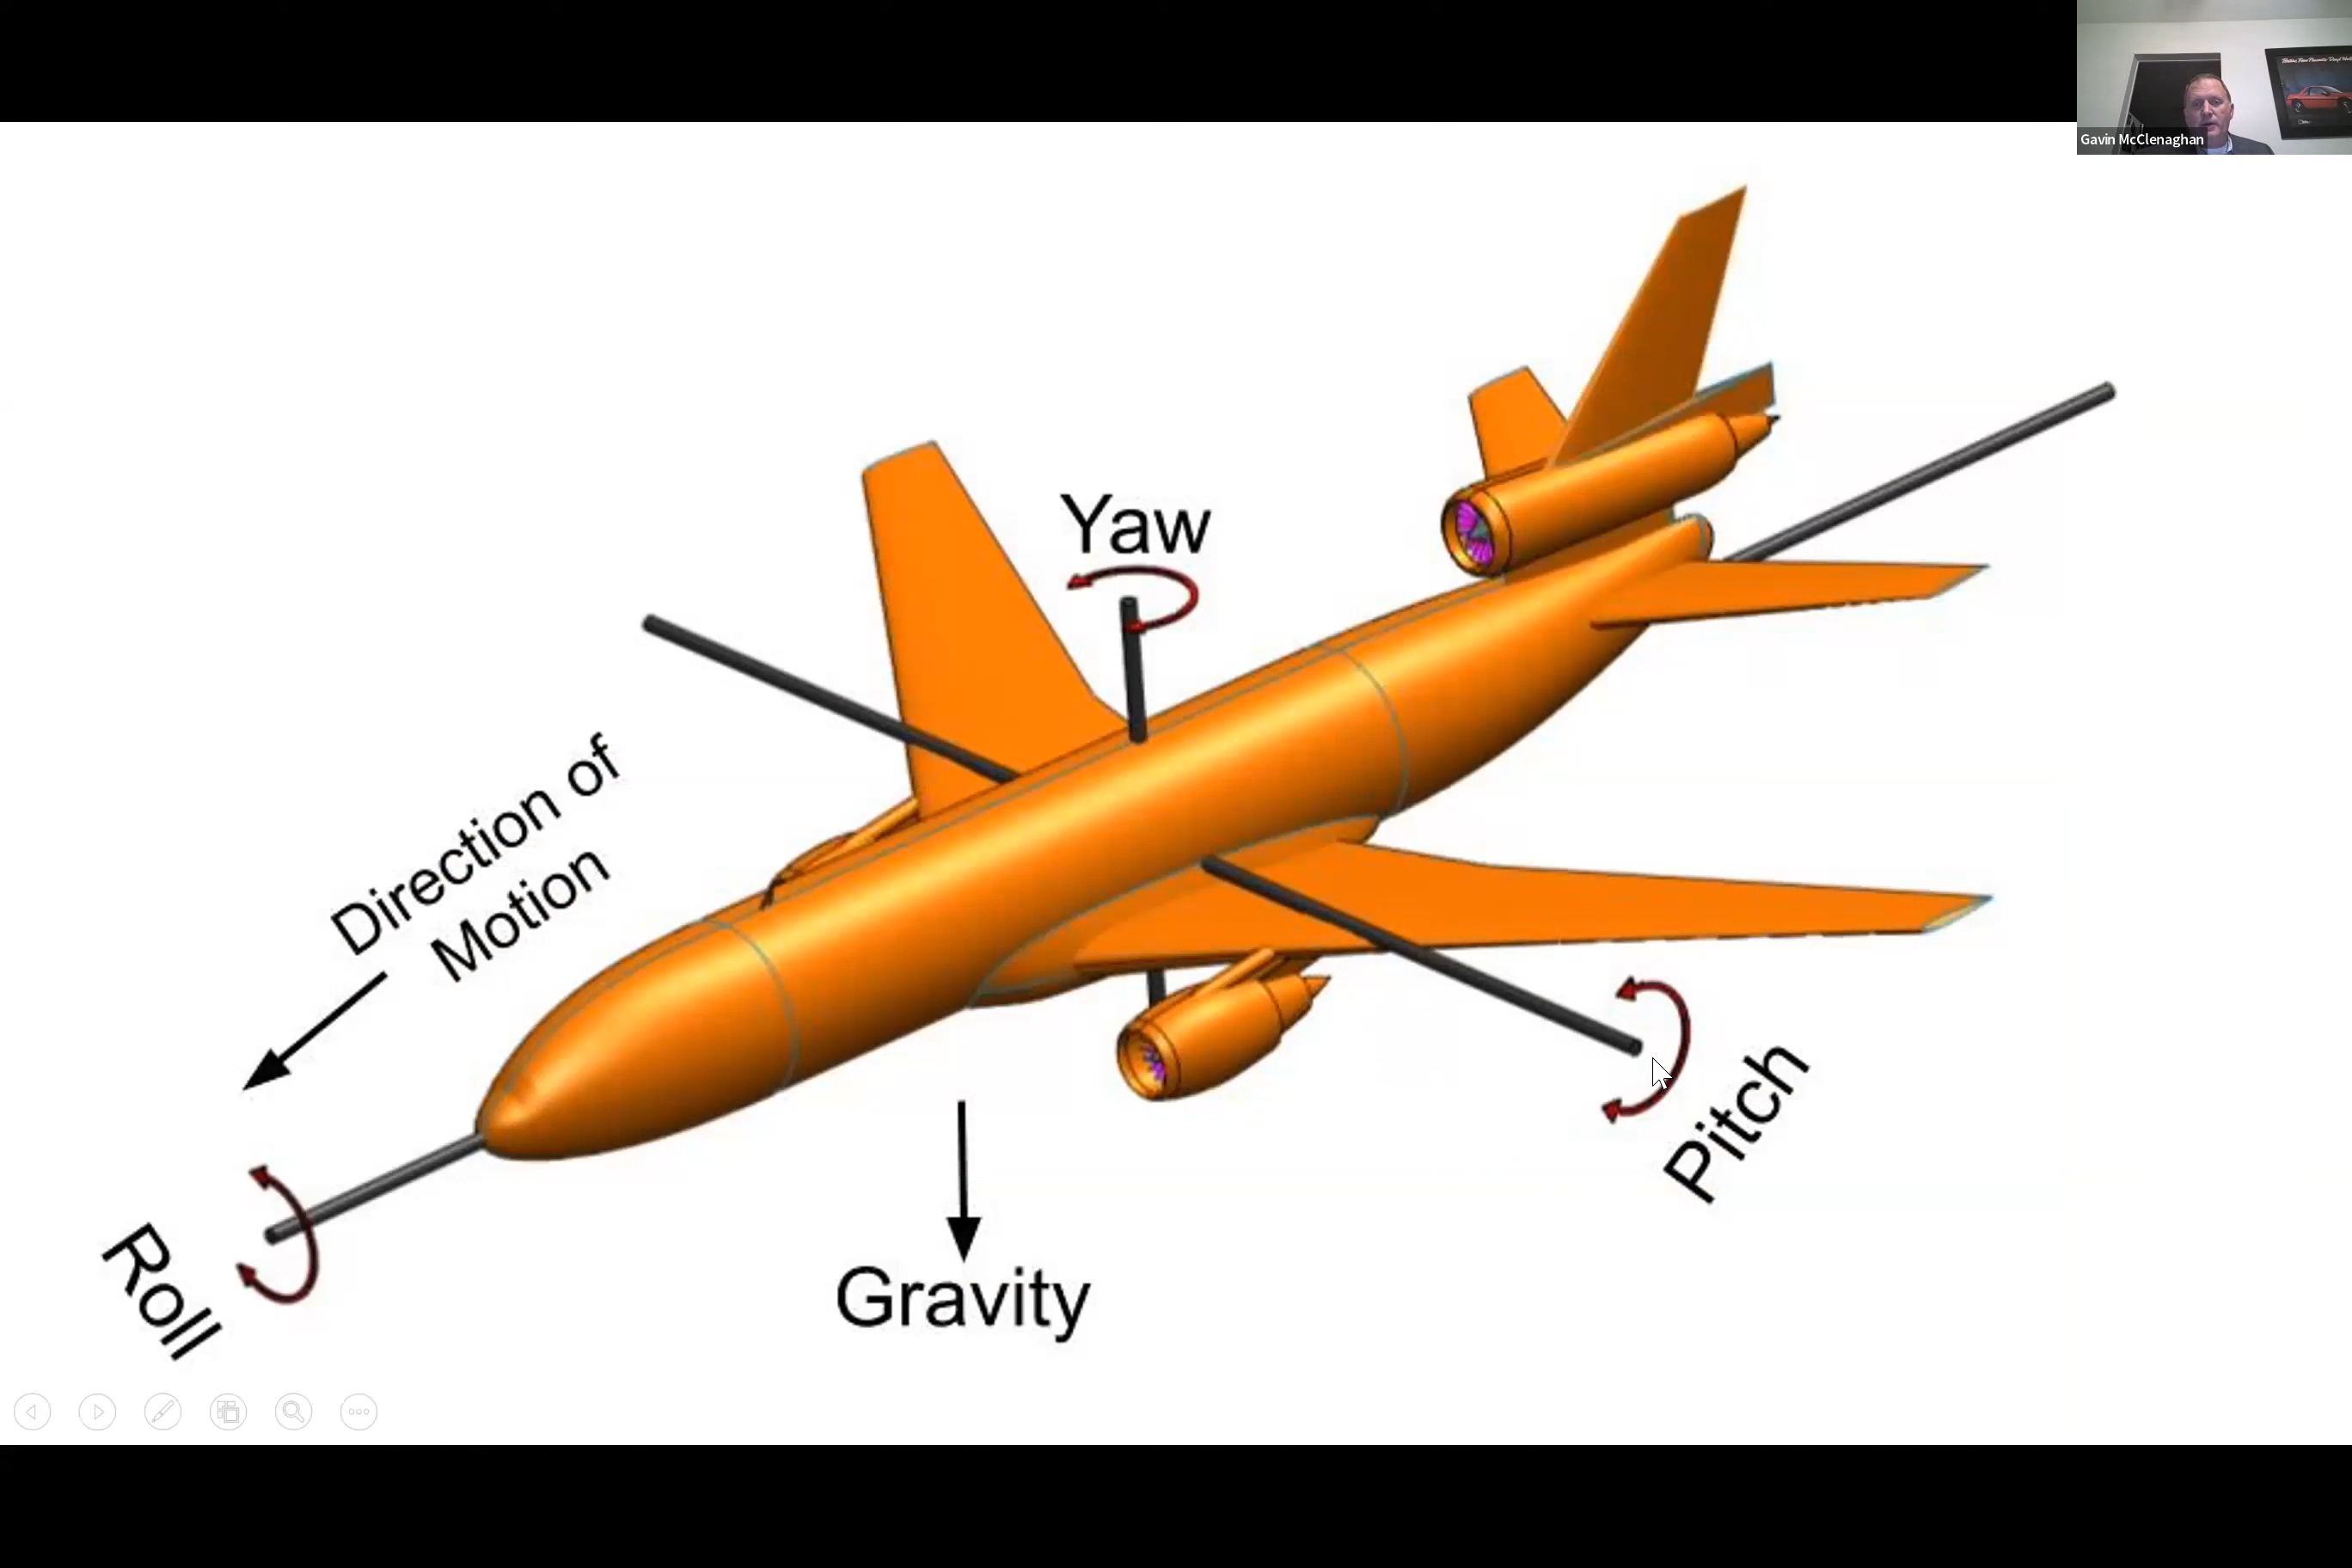 Gavin McClenaghan
Yaw
Direction of
Motion
Pitch
Roll
Gravity